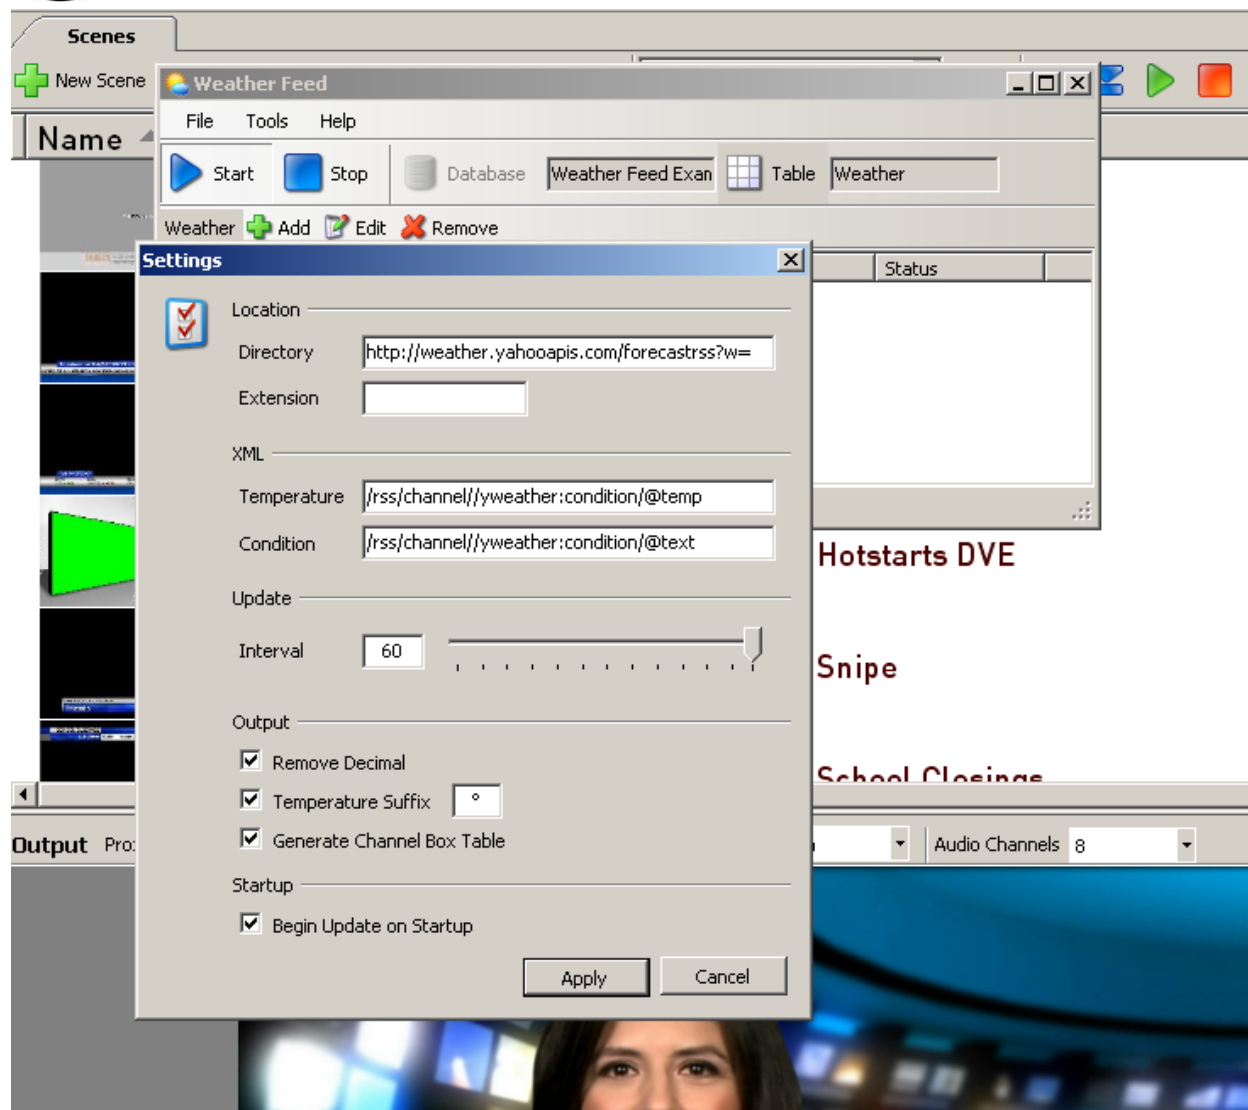 Scenes
New Scene
Weather Feed
File Tools Help
Name
Start Stop Database Weather Feed Exan Table Weather
Weather Add Edit Remove
Settings
Status
Location
Directory http://weather.yahooapis.com/forecastrss?w=
Extension
XML
Temperature /rss/channel//yweather:condition/@temp
Condition /rss/channel//yweather:condition/@text
Hotstarts DVE
Update
Interval 60
Snipe
Output
Remove Decimal
School Closings
Temperature Suffix °
Generate Channel Box Table
Output Pro
Audio Channels 8
Startup
Begin Update on Startup
Apply Cancel